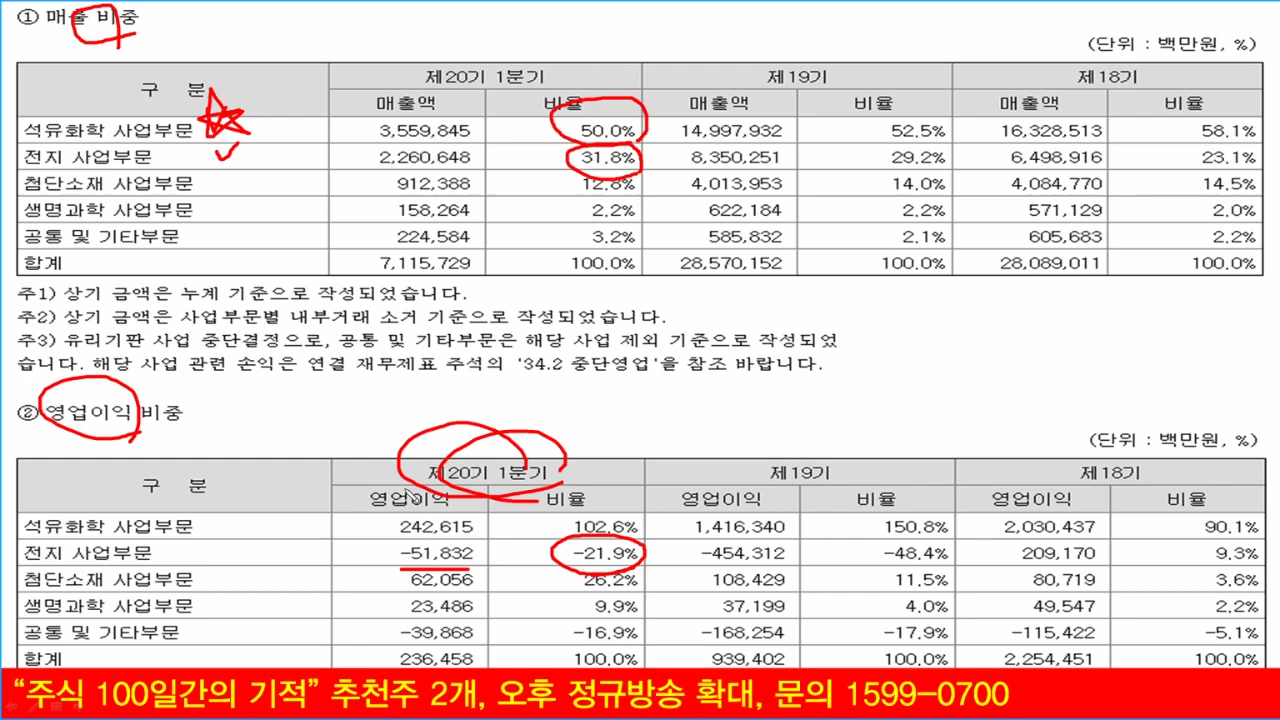 ① 매출 비중
(단위 : 백만원, %)
구 분 제20기 1분기 제19기 제18기
매출액 비율 매출액 비율 매출액 비율
석유화학 사업부문 3,559,845 50.0% 14,997,932 52.5% 16,328,513 58.1%
전지 사업부문 2,260,648 31.8% 8,350,251 29.2% 6,498,916 23.1%
첨단소재 사업부문 912,388 12.8% 4,013,953 14.0% 4,084,770 14.5%
생명과학 사업부문 158,264 2.2% 622,184 2.2% 571,129 2.0%
공통 및 기타부문 224,584 3.2% 585,832 2.1% 605,683 2.2%
합계 7,115,729 100.0% 28,570,152 100.0% 28,089,011 100.0%
주1) 상기 금액은 누계 기준으로 작성되었습니다.
주2) 상기 금액은 사업부문별 내부거래 소거 기준으로 작성되었습니다.
주3) 유리기판 사업 중단결정으로, 공통 및 기타부문은 해당 사업 제외 기준으로 작성되었
습니다. 해당 사업 관련 손익은 연결 재무제표 주석의 '34.2 중단영업'을 참조 바랍니다.
② 영업이익 비중
(단위 : 백만원, %)
구 분 제20기 1분기 제19기 제18기
영업이익 비율 영업이익 비율 영업이익 비율
석유화학 사업부문 242,615 102.6% 1,416,340 150.8% 2,030,437 90.1%
전지 사업부문 -51,832 -21.9% -454,312 -48.4% 209,170 9.3%
첨단소재 사업부문 62,056 26.2% 108,429 11.5% 80,719 3.6%
생명과학 사업부문 23,486 9.9% 37,199 4.0% 49,547 2.2%
공통 및 기타부문 -39,868 -16.9% -168,254 -17.9% -115,422 -5.1%
합계 236,458 100.0% 939,402 100.0% 2,254,451 100.0%
“주식 100일간의 기적” 추천주 2개, 오후 정규방송 확대, 문의 1599-0700